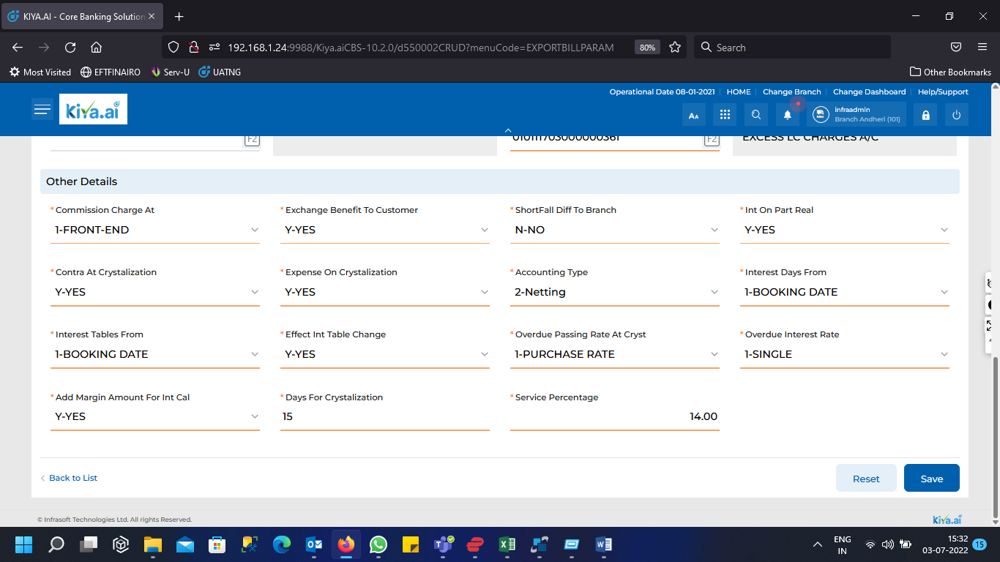 KIYA.AI - Core Banking Solution
192.168.1.24:9988/Kiya.aiCBS-10.2.0/d550002CRUD?menuCode=EXPORTBILLPARAM
80%
Search
Most Visited
EFTFINAIRO
Serv-U
UATNG
Other Bookmarks
Operational Date 08-01-2021
HOME
Change Branch
Change Dashboard
Help/Support
kiya.ai
AA
infraadmin
Branch Andheri (101)
F2
F2
EXCESS LC CHARGES A/C
Other Details
*Commission Charge At
*Exchange Benefit To Customer
*ShortFall Diff To Branch
*Int On Part Real
1-FRONT-END
Y-YES
N-NO
Y-YES
*Contra At Crystalization
*Expense On Crystalization
*Accounting Type
*Interest Days From
Y-YES
Y-YES
2-Netting
1-BOOKING DATE
*Interest Tables From
*Effect Int Table Change
*Overdue Passing Rate At Cryst
*Overdue Interest Rate
1-BOOKING DATE
Y-YES
1-PURCHASE RATE
1-SINGLE
*Add Margin Amount For Int Cal
*Days For Crystalization
*Service Percentage
Y-YES
15
14.00
Back to List
Reset
Save
© Infrasoft Technologies Ltd. All rights Reserved.
kiya.ai
ENG
IN
15:32
03-07-2022
15